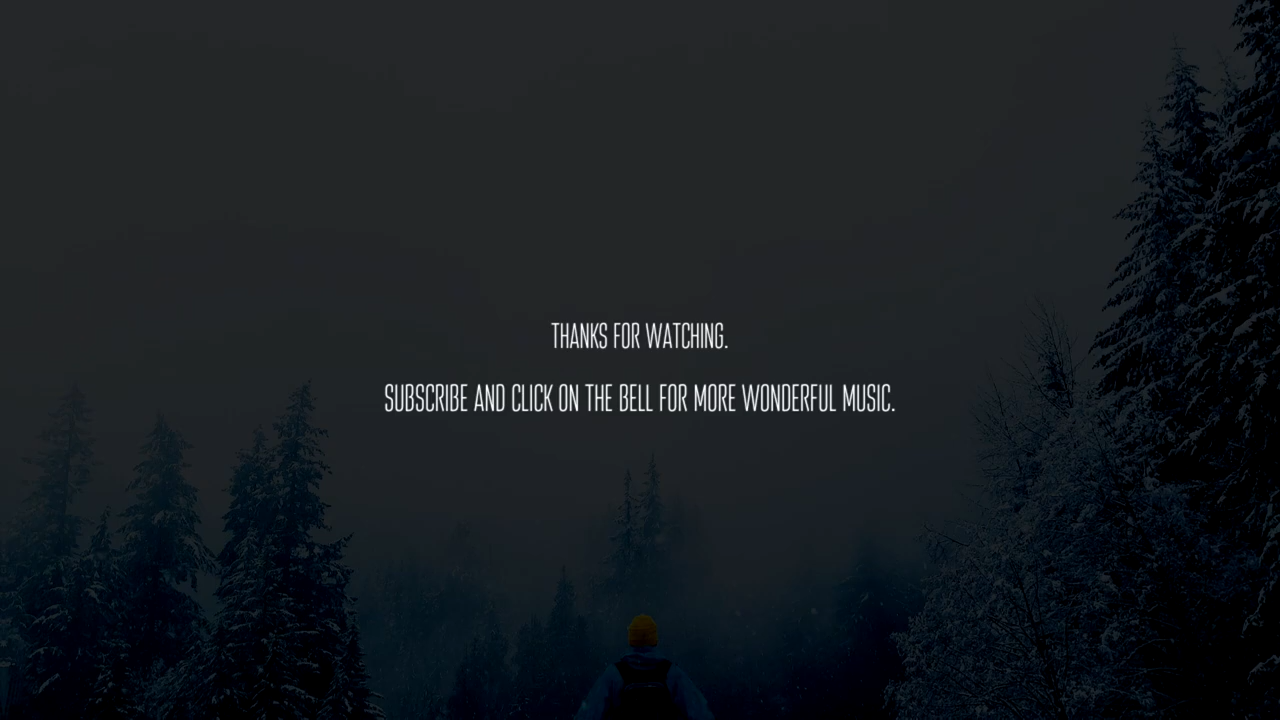 THANKS FOR WATCHING.
SUBSCRIBE AND CLICK ON THE BELL FOR MORE WONDERFUL MUSIC.